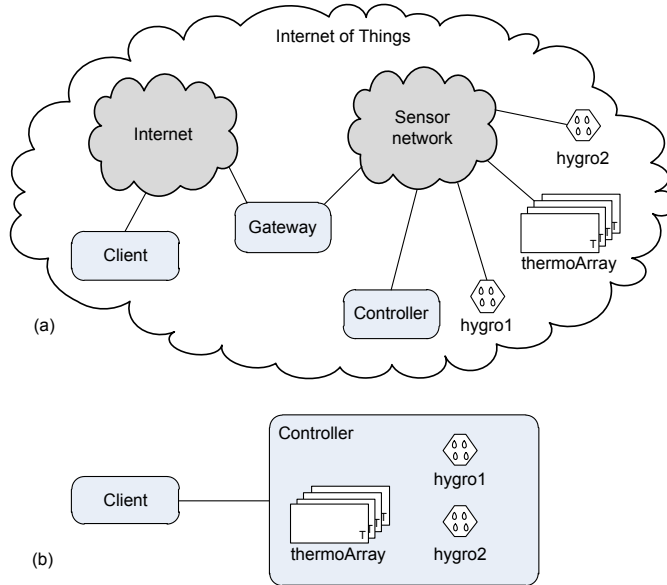 Internet of Things
Internet
Sensor
network
hygro2
Client
Gateway
T
T
T
T
thermoArray
Controller
hygro1
(a)
Controller
hygro1
Client
T
T
T
T
thermoArray
hygro2
(b)